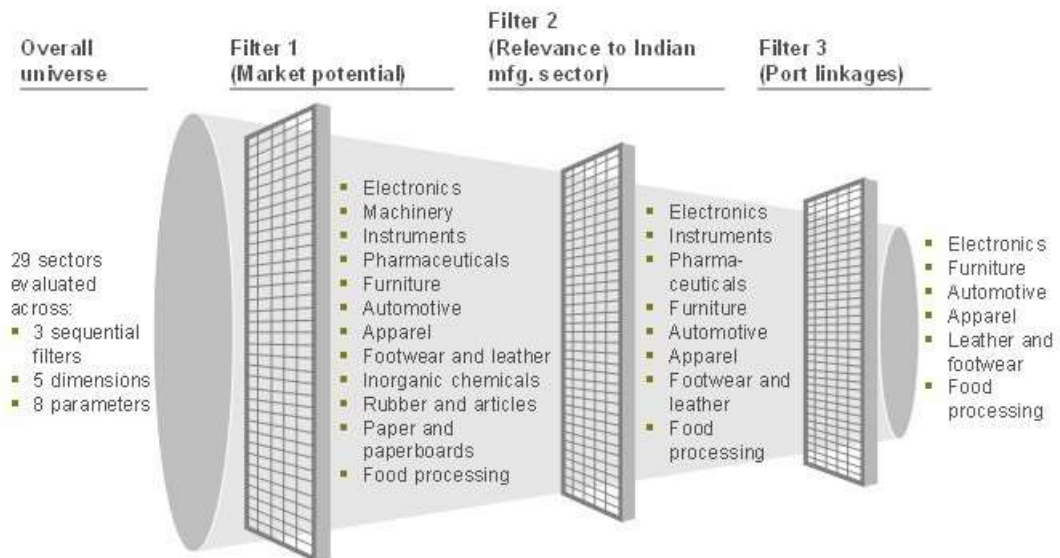 Overall
universe
Filter 1
(Market potential)
Filter 2
(Relevance to Indian
mfg. sector)
Filter 3
(Port linkages)
29 sectors
evaluated
across:
▪ 3 sequential
filters
▪ 5 dimensions
▪ 8 parameters
▪ Electronics
▪ Machinery
▪ Instruments
▪ Pharmaceuticals
▪ Furniture
▪ Automotive
▪ Apparel
▪ Footwear and leather
▪ Inorganic chemicals
▪ Rubber and articles
▪ Paper and
paperboards
▪ Food processing
▪ Electronics
▪ Instruments
▪ Pharma-
ceuticals
▪ Furniture
▪ Automotive
▪ Apparel
▪ Footwear and
leather
▪ Food
processing
▪ Electronics
▪ Furniture
▪ Automotive
▪ Apparel
▪ Leather and
footwear
▪ Food
processing